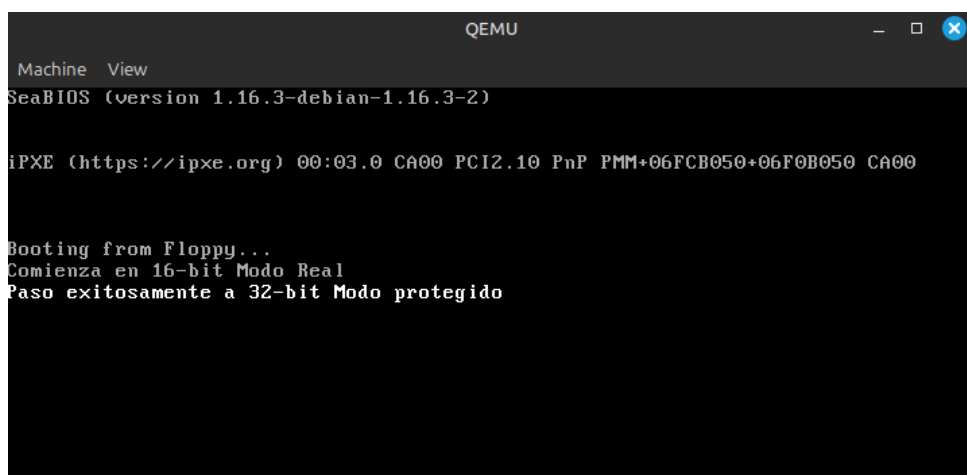 QEMU
Machine View
SeaBIOS (version 1.16.3-debian-1.16.3-2)
iPXE (https://ipxe.org) 00:03.0 CA00 PCI2.10 PnP PMM+06FCB050+06F0B050 CA00
Booting from Floppy...
Comienza en 16-bit Modo Real
Paso exitosamente a 32-bit Modo protegido